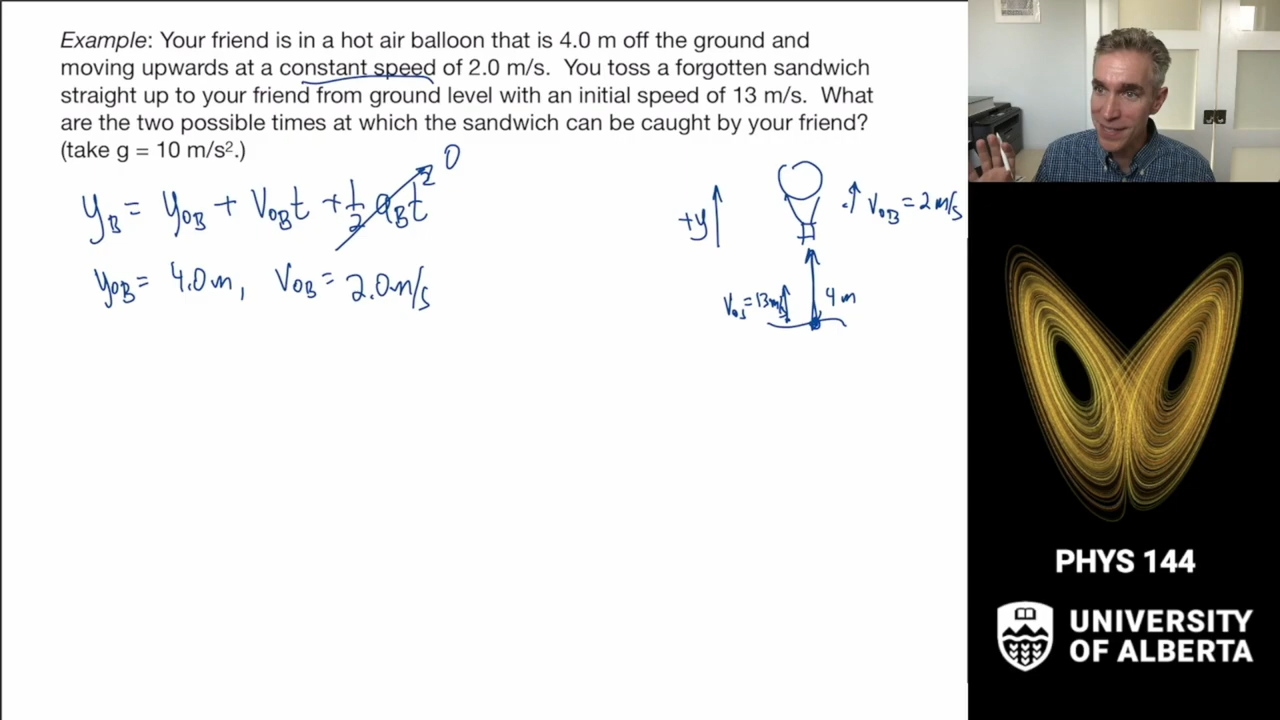 Example: Your friend is in a hot air balloon that is 4.0 m off the ground and
moving upwards at a constant speed of 2.0 m/s. You toss a forgotten sandwich
straight up to your friend from ground level with an initial speed of 13 m/s. What
are the two possible times at which the sandwich can be caught by your friend?
(take g = 10 m/s².)
y_B = y_0B + V_0B t + 1/2 a_B t² 0
y_0B = 4.0 m, V_0B = 2.0 m/s
+y
V_0B = 2 m/s
V_0s = 13 m/s
4 m
PHYS 144
UNIVERSITY
OF ALBERTA